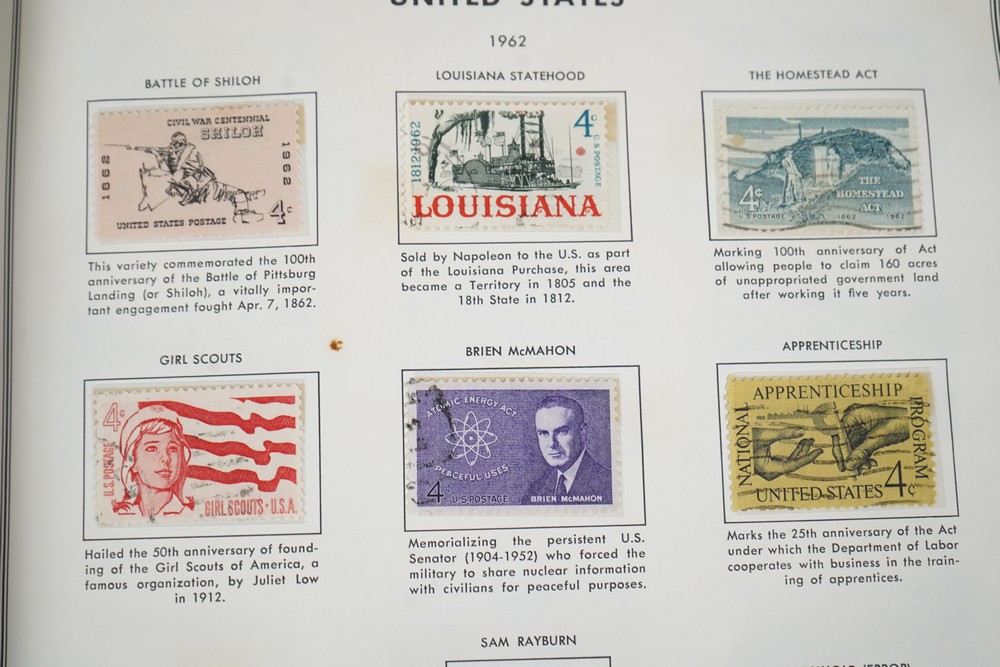 UNITED STATES
1962
BATTLE OF SHILOH
CIVIL WAR CENTENNIAL
SHILOH
1862
1962
UNITED STATES POSTAGE
4c
This variety commemorated the 100th
anniversary of the Battle of Pittsburg
Landing (or Shiloh), a vitally impor-
tant engagement fought Apr. 7, 1862.
LOUISIANA STATEHOOD
1812-1962
4c
U.S. POSTAGE
LOUISIANA
Sold by Napoleon to the U.S. as part
of the Louisiana Purchase, this area
became a Territory in 1805 and the
18th State in 1812.
THE HOMESTEAD ACT
4c
U.S. POSTAGE
THE
HOMESTEAD
ACT
1862 1962
Marking 100th anniversary of Act
allowing people to claim 160 acres
of unappropriated government land
after working it five years.
GIRL SCOUTS
4c
U.S. POSTAGE
GIRL SCOUTS · U.S.A.
Hailed the 50th anniversary of found-
ing of the Girl Scouts of America, a
famous organization, by Juliet Low
in 1912.
BRIEN McMAHON
ATOMIC ENERGY ACT
PEACEFUL USES
4c U.S. POSTAGE
BRIEN McMAHON
Memorializing the persistent U.S.
Senator (1904-1952) who forced the
military to share nuclear information
with civilians for peaceful purposes.
APPRENTICESHIP
APPRENTICESHIP
NATIONAL
PROGRAM
UNITED STATES 4c
Marks the 25th anniversary of the Act
under which the Department of Labor
cooperates with business in the train-
ing of apprentices.
SAM RAYBURN
(ERROR)